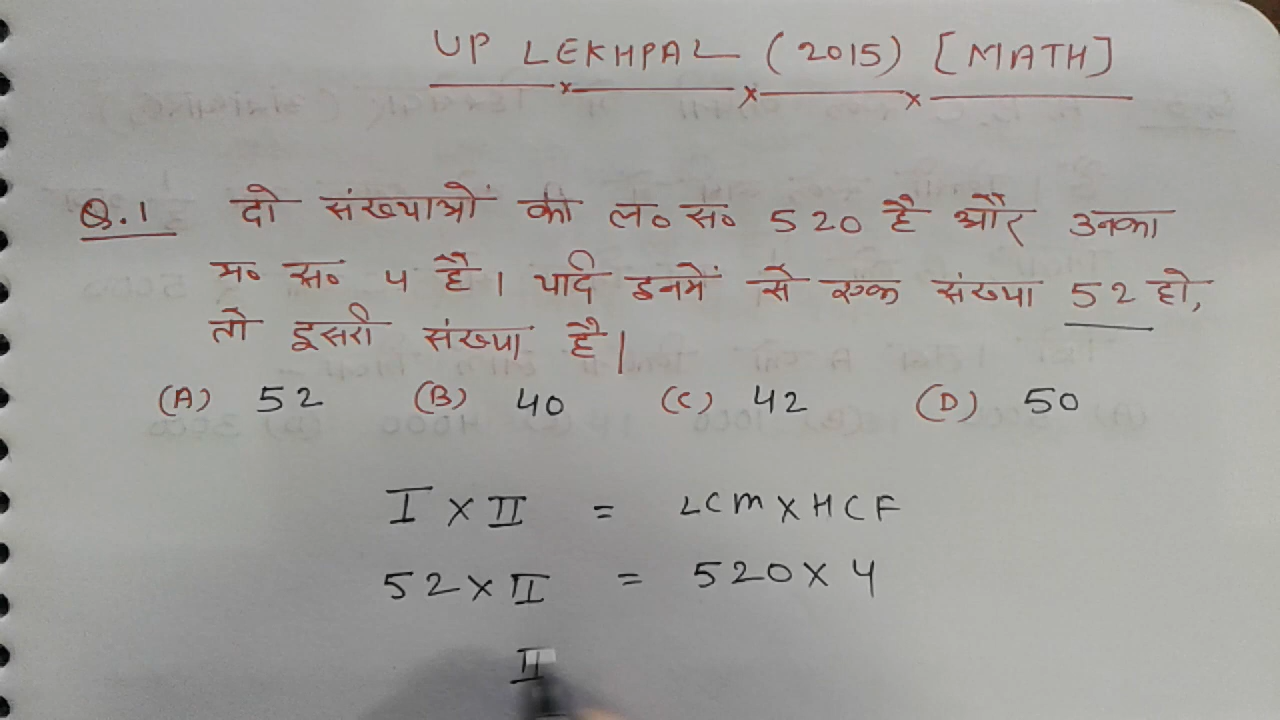 UP LEKHPAL (2015) [MATH]
Q.1 दो संख्याओं का ल० स० 520 है और उनका
म० स० 4 है। यदि इनमें से एक संख्या 52 हो,
तो दूसरी संख्या है।
(A) 52 (B) 40 (C) 42 (D) 50
I × II = LCM × HCF
52 × II = 520 × 4
II